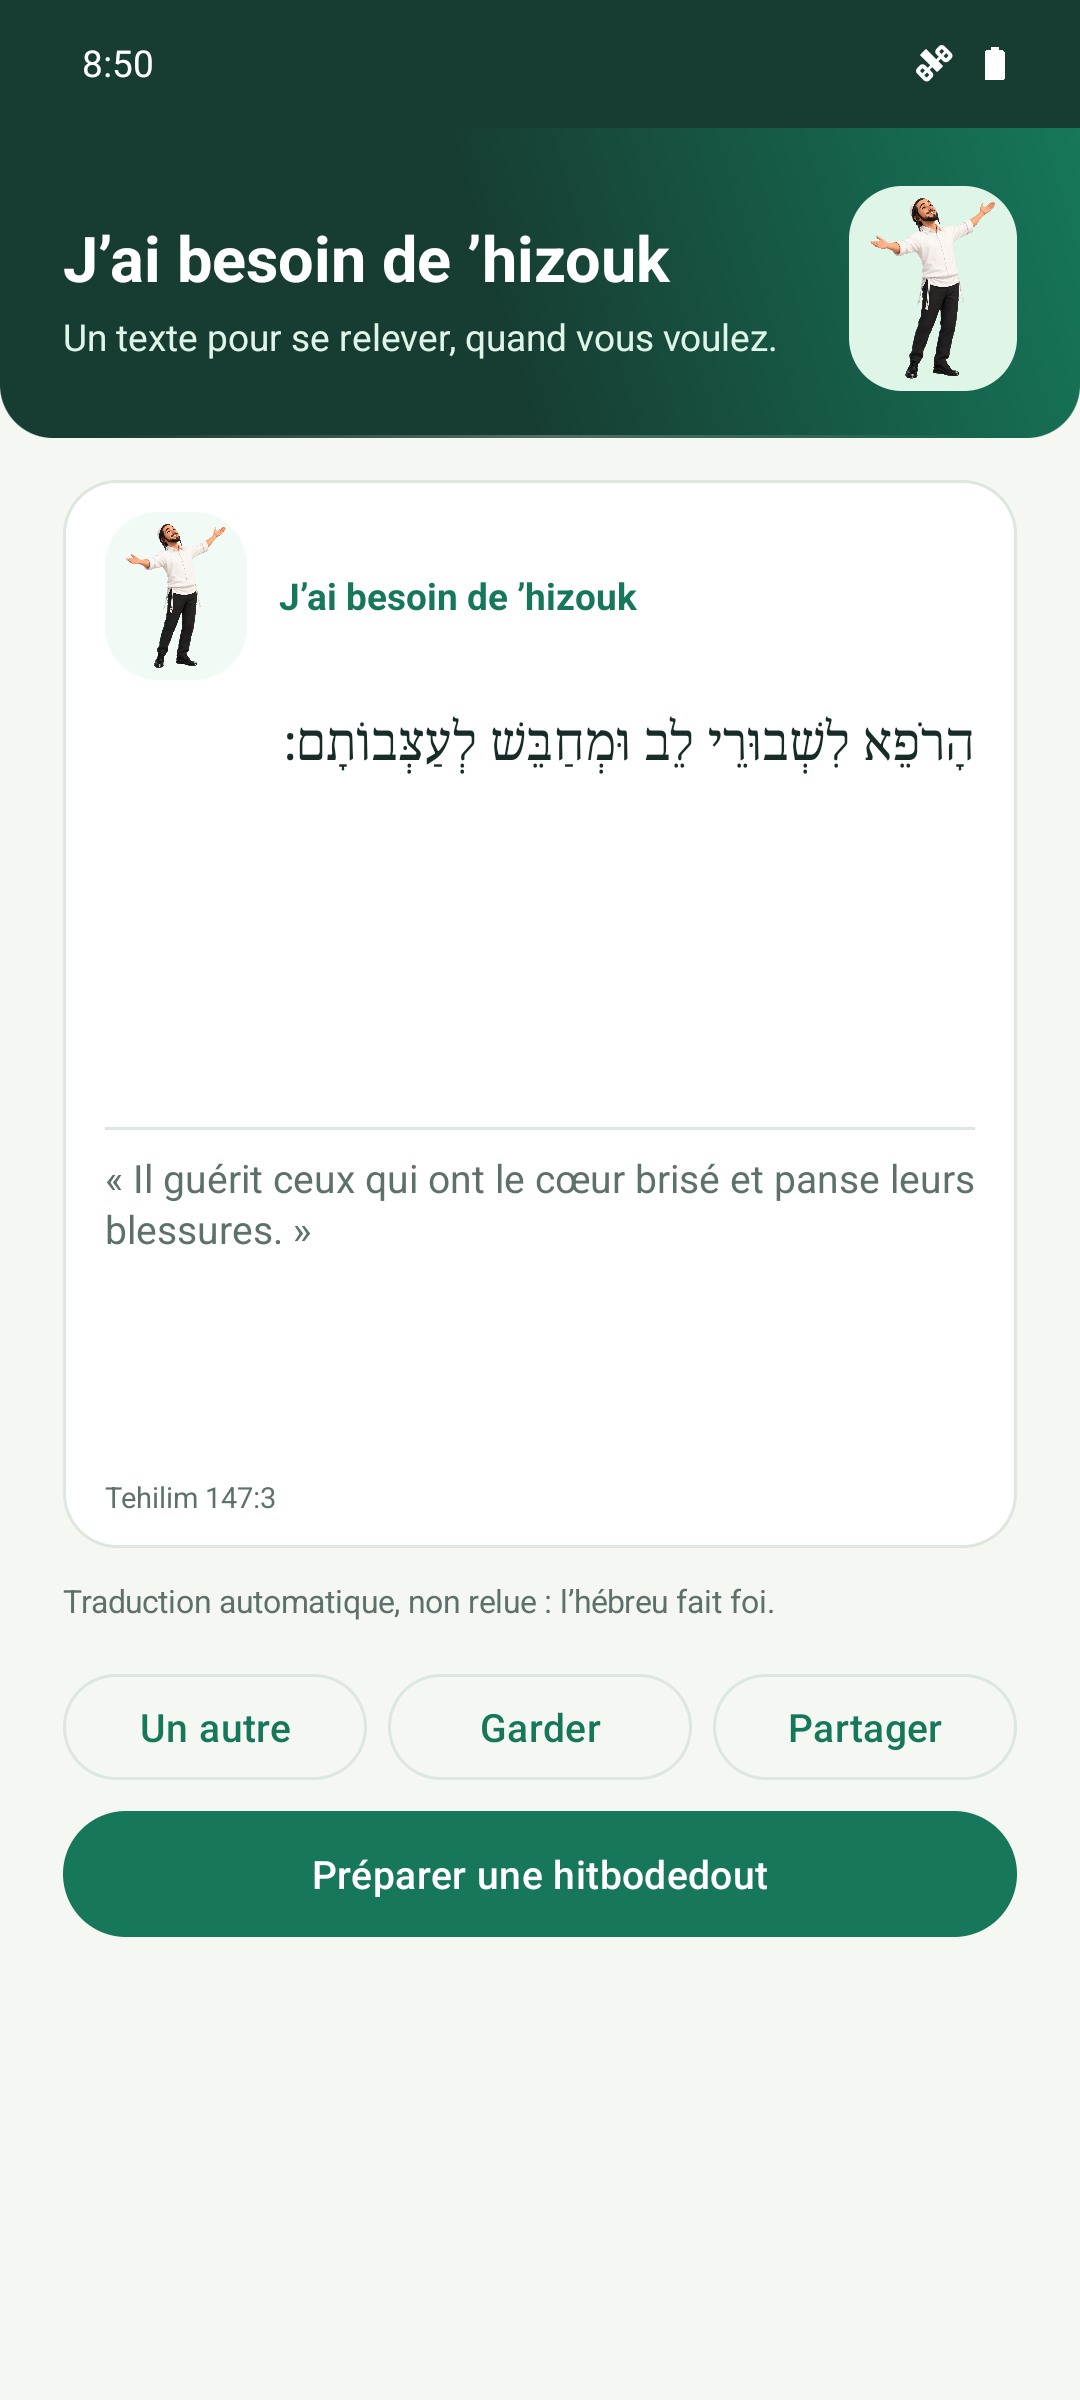 8:50
J’ai besoin de ’hizouk
Un texte pour se relever, quand vous voulez.
J’ai besoin de ’hizouk
הָרֹפֵא לִשְׁבוּרֵי לֵב וּמְחַבֵּשׁ לְעַצְּבוֹתָם:
« Il guérit ceux qui ont le cœur brisé et panse leurs
blessures. »
Tehilim 147:3
Traduction automatique, non relue : l’hébreu fait foi.
Un autre
Garder
Partager
Préparer une hitbodedout